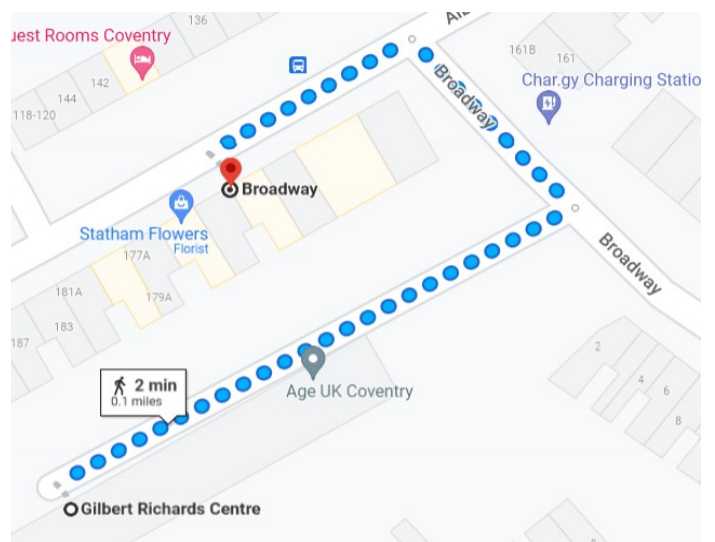 136
uest Rooms Coventry
142
144
118-120
Broadway
161B
161
Char.gy Charging Statio
Broadway
Statham Flowers
Florist
177A
179A
181A
183
187
Broadway
2 min
0.1 miles
Age UK Coventry
2
4
6
8
Gilbert Richards Centre